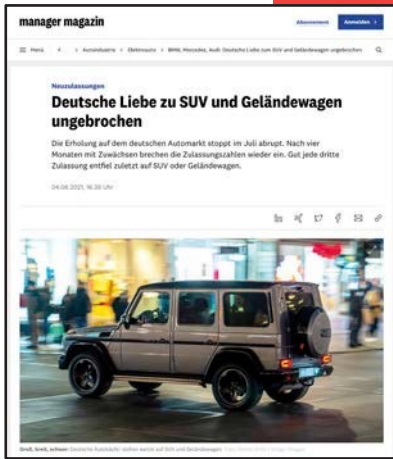 manager magazin
Abonnement
Anmelden
Menü
Autoindustrie > Elektroauto > BMW, Mercedes, Audi: Deutsche Liebe zum SUV und Geländewagen ungebrochen
Neuzulassungen
Deutsche Liebe zu SUV und Geländewagen
ungebrochen
Die Erholung auf dem deutschen Automarkt stoppt im Juli abrupt. Nach vier
Monaten mit Zuwächsen brechen die Zulassungszahlen wieder ein. Gut jede dritte
Zulassung entfiel zuletzt auf SUV oder Geländewagen.
04.08.2021, 16.38 Uhr
Groß, breit, schwer: Deutsche Autokäufer stehen weiter auf SUV und Geländewagen